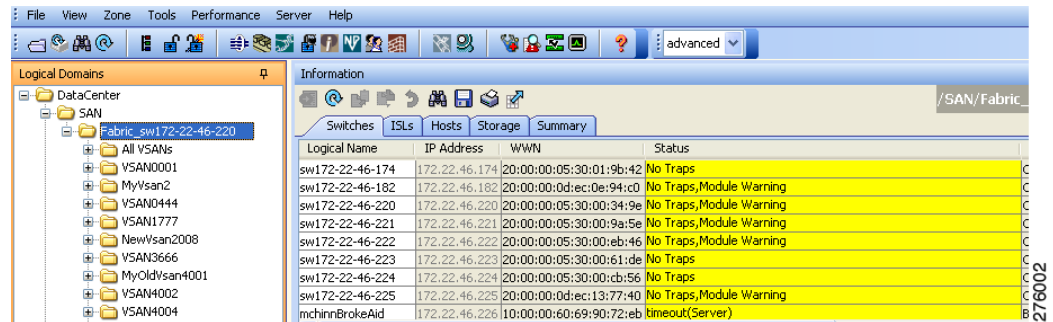 File View Zone Tools Performance Server Help
advanced
Logical Domains
Information
DataCenter
SAN
Fabric_sw172-22-46-220
All VSANs
VSAN0001
MyVsan2
VSAN0444
VSAN1777
NewVsan2008
VSAN3666
MyOldVsan4001
VSAN4002
VSAN4004
/SAN/Fabric_
Switches ISLs Hosts Storage Summary
Logical Name IP Address WWN Status
sw172-22-46-174 172.22.46.174 20:00:00:05:30:01:9b:42 No Traps
sw172-22-46-182 172.22.46.182 20:00:00:0d:ec:0e:94:c0 No Traps,Module Warning
sw172-22-46-220 172.22.46.220 20:00:00:05:30:00:34:9e No Traps,Module Warning
sw172-22-46-221 172.22.46.221 20:00:00:05:30:00:9a:5e No Traps,Module Warning
sw172-22-46-222 172.22.46.222 20:00:00:05:30:00:eb:46 No Traps,Module Warning
sw172-22-46-223 172.22.46.223 20:00:00:05:30:00:61:de No Traps
sw172-22-46-224 172.22.46.224 20:00:00:05:30:00:cb:56 No Traps
sw172-22-46-225 172.22.46.225 20:00:00:0d:ec:13:77:40 No Traps,Module Warning
mchinnBrokeAid 172.22.46.226 10:00:00:60:69:90:72:eb timeout(Server)
276002